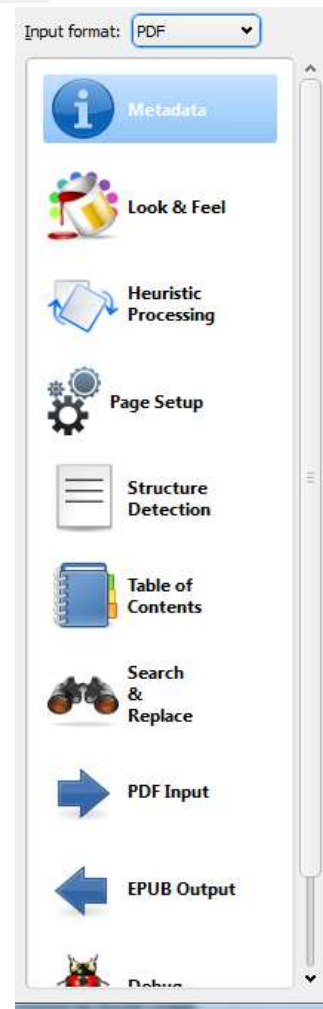 Input format: PDF
Metadata
Look & Feel
Heuristic
Processing
Page Setup
Structure
Detection
Table of
Contents
Search
&
Replace
PDF Input
EPUB Output
Debug